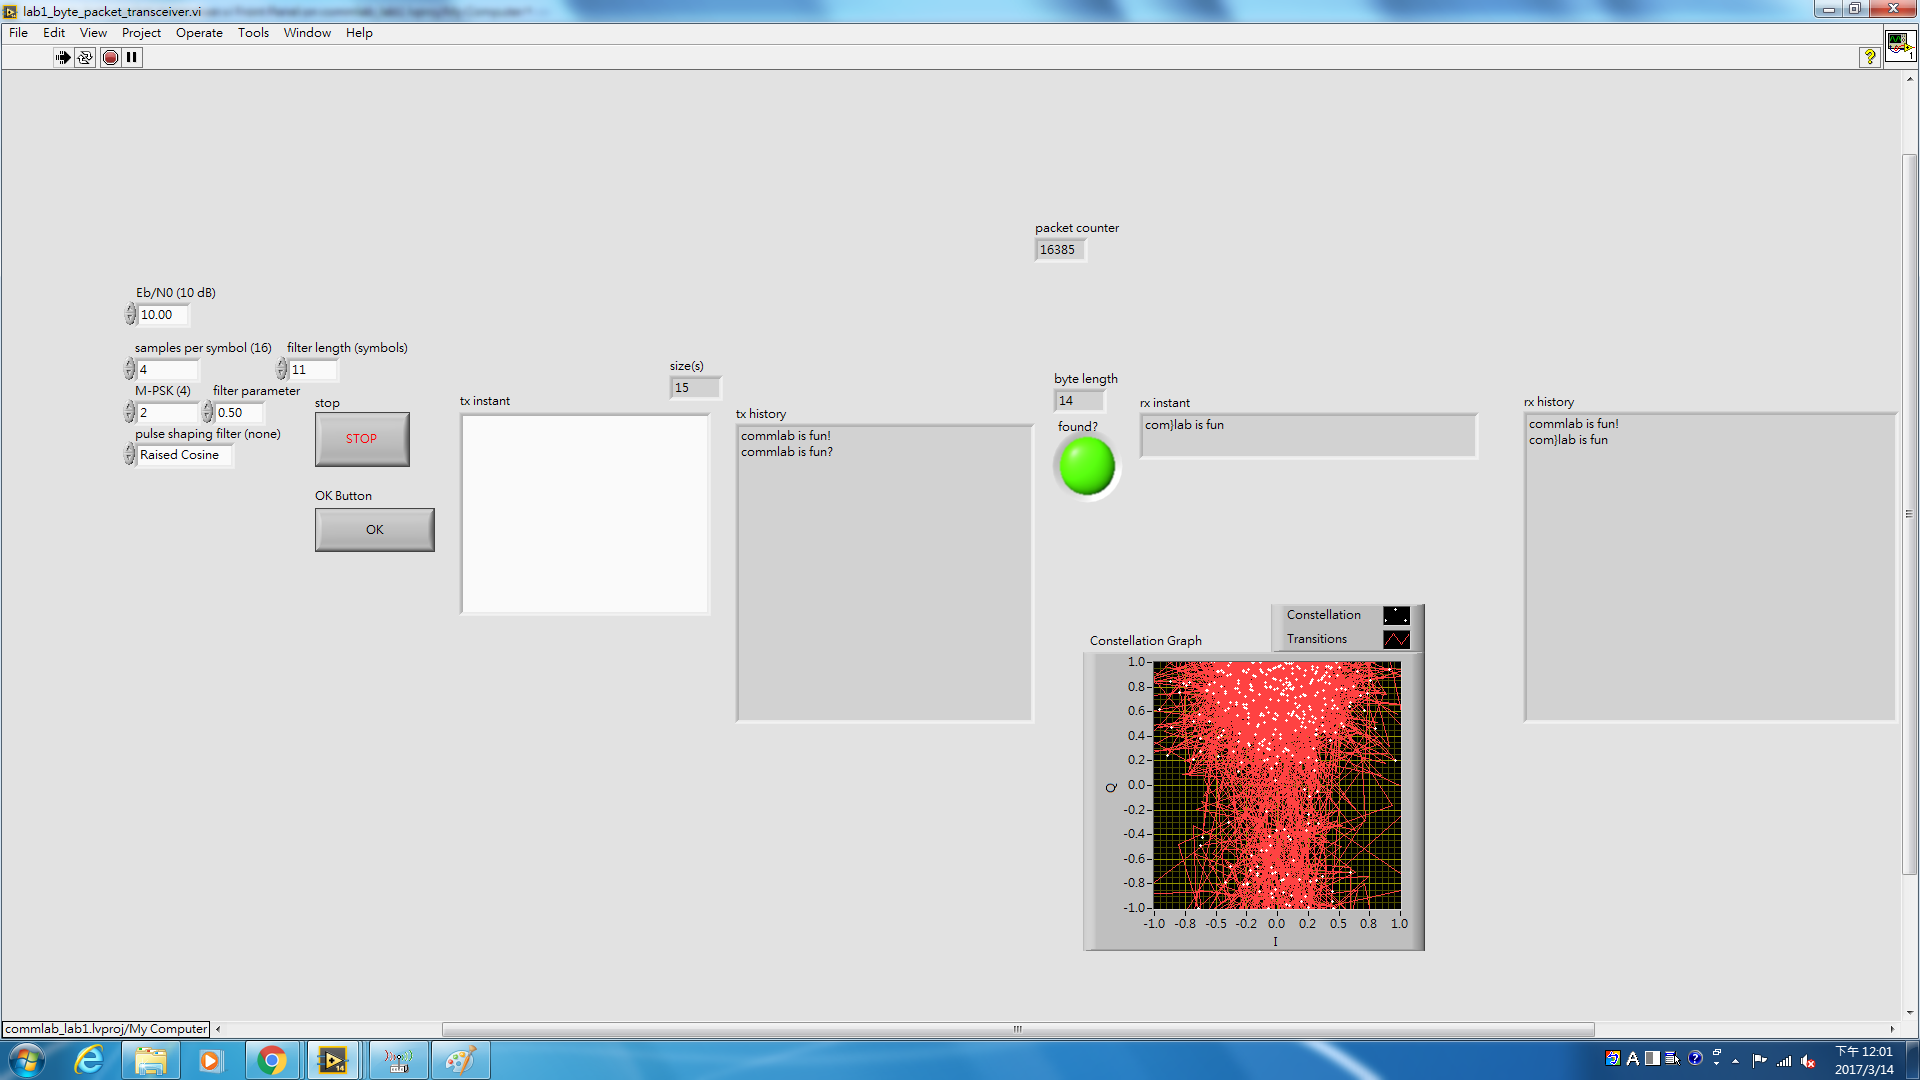 lab1_byte_packet_transceiver.vi
File Edit View Project Operate Tools Window Help
packet counter
16385
Eb/N0 (10 dB)
10.00
samples per symbol (16) filter length (symbols)
4 11
M-PSK (4) filter parameter
2 0.50
pulse shaping filter (none)
Raised Cosine
stop
STOP
OK Button
OK
tx instant
size(s)
15
tx history
commlab is fun!
commlab is fun?
byte length
14
found?
rx instant
com}lab is fun
rx history
commlab is fun!
com}lab is fun
Constellation
Transitions
Constellation Graph
1.0
0.8
0.6
0.4
0.2
0.0
-0.2
-0.4
-0.6
-0.8
-1.0
Q
-1.0 -0.8 -0.5 -0.2 0.0 0.2 0.5 0.8 1.0
I
commlab_lab1.lvproj/My Computer
下午 12:01
2017/3/14